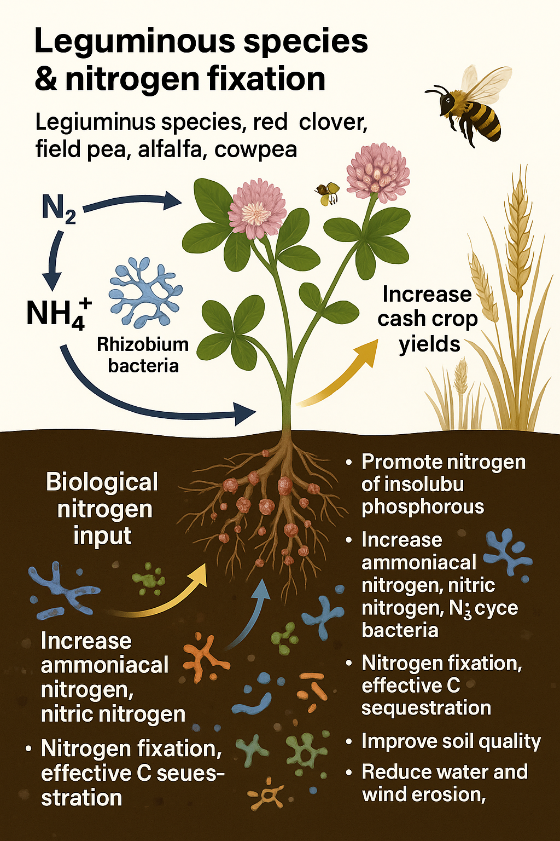 Leguminous species
& nitrogen fixation
Legiuminus species, red clover,
field pea, alfalfa, cowpea
N₂
NH₄⁺
Rhizobium
bacteria
Increase
cash crop
yields
Biological
nitrogen
input
Increase
ammoniacal
nitrogen,
nitric nitrogen
• Nitrogen fixation,
effective C seues-
stration
• Promote nitrogen
of insolubu
phosphorous
• Increase
ammoniacal
nitrogen, nitric
nitrogen, N₃ cyce
bacteria
• Nitrogen fixation,
effective C
sequestration
• Improve soil quality
• Reduce water and
wind erosion,